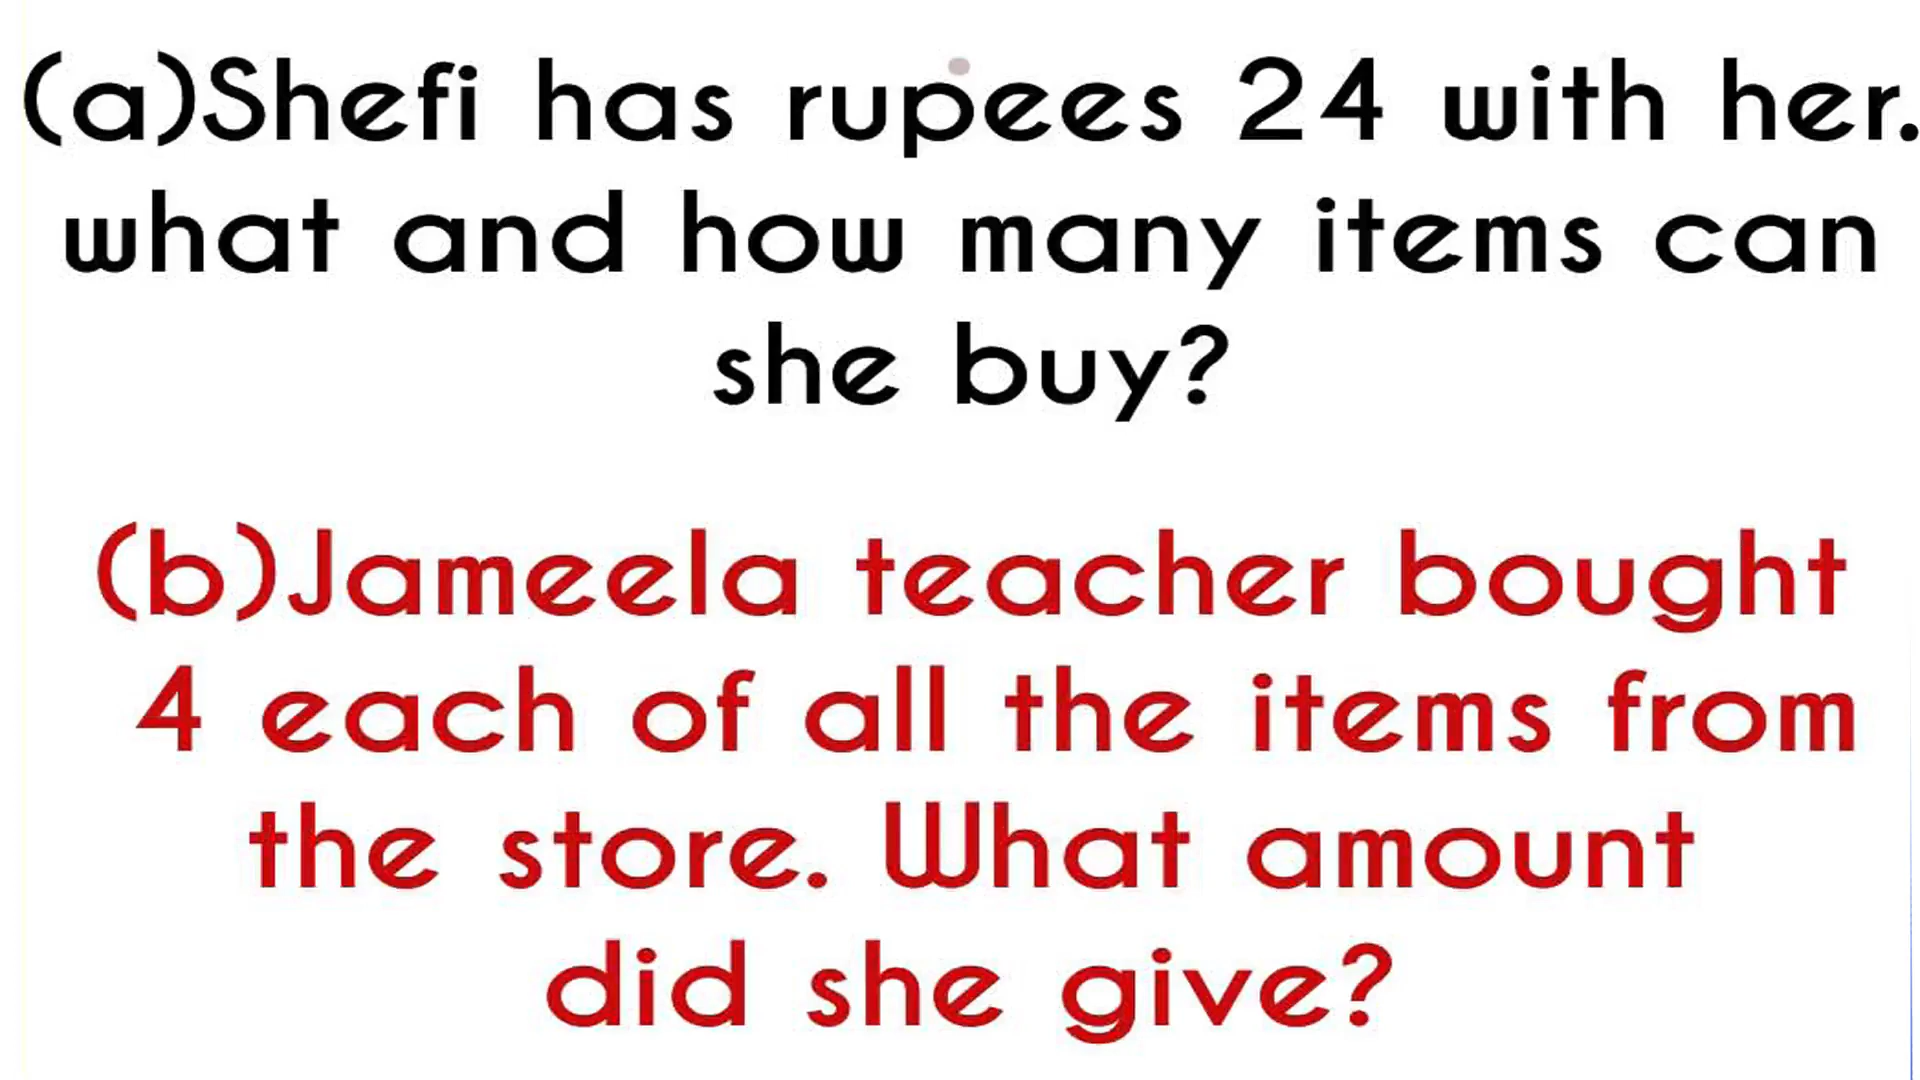 (a)Shefi has rupees 24 with her.
what and how many items can
she buy?
(b)Jameela teacher bought
4 each of all the items from
the store. What amount
did she give?